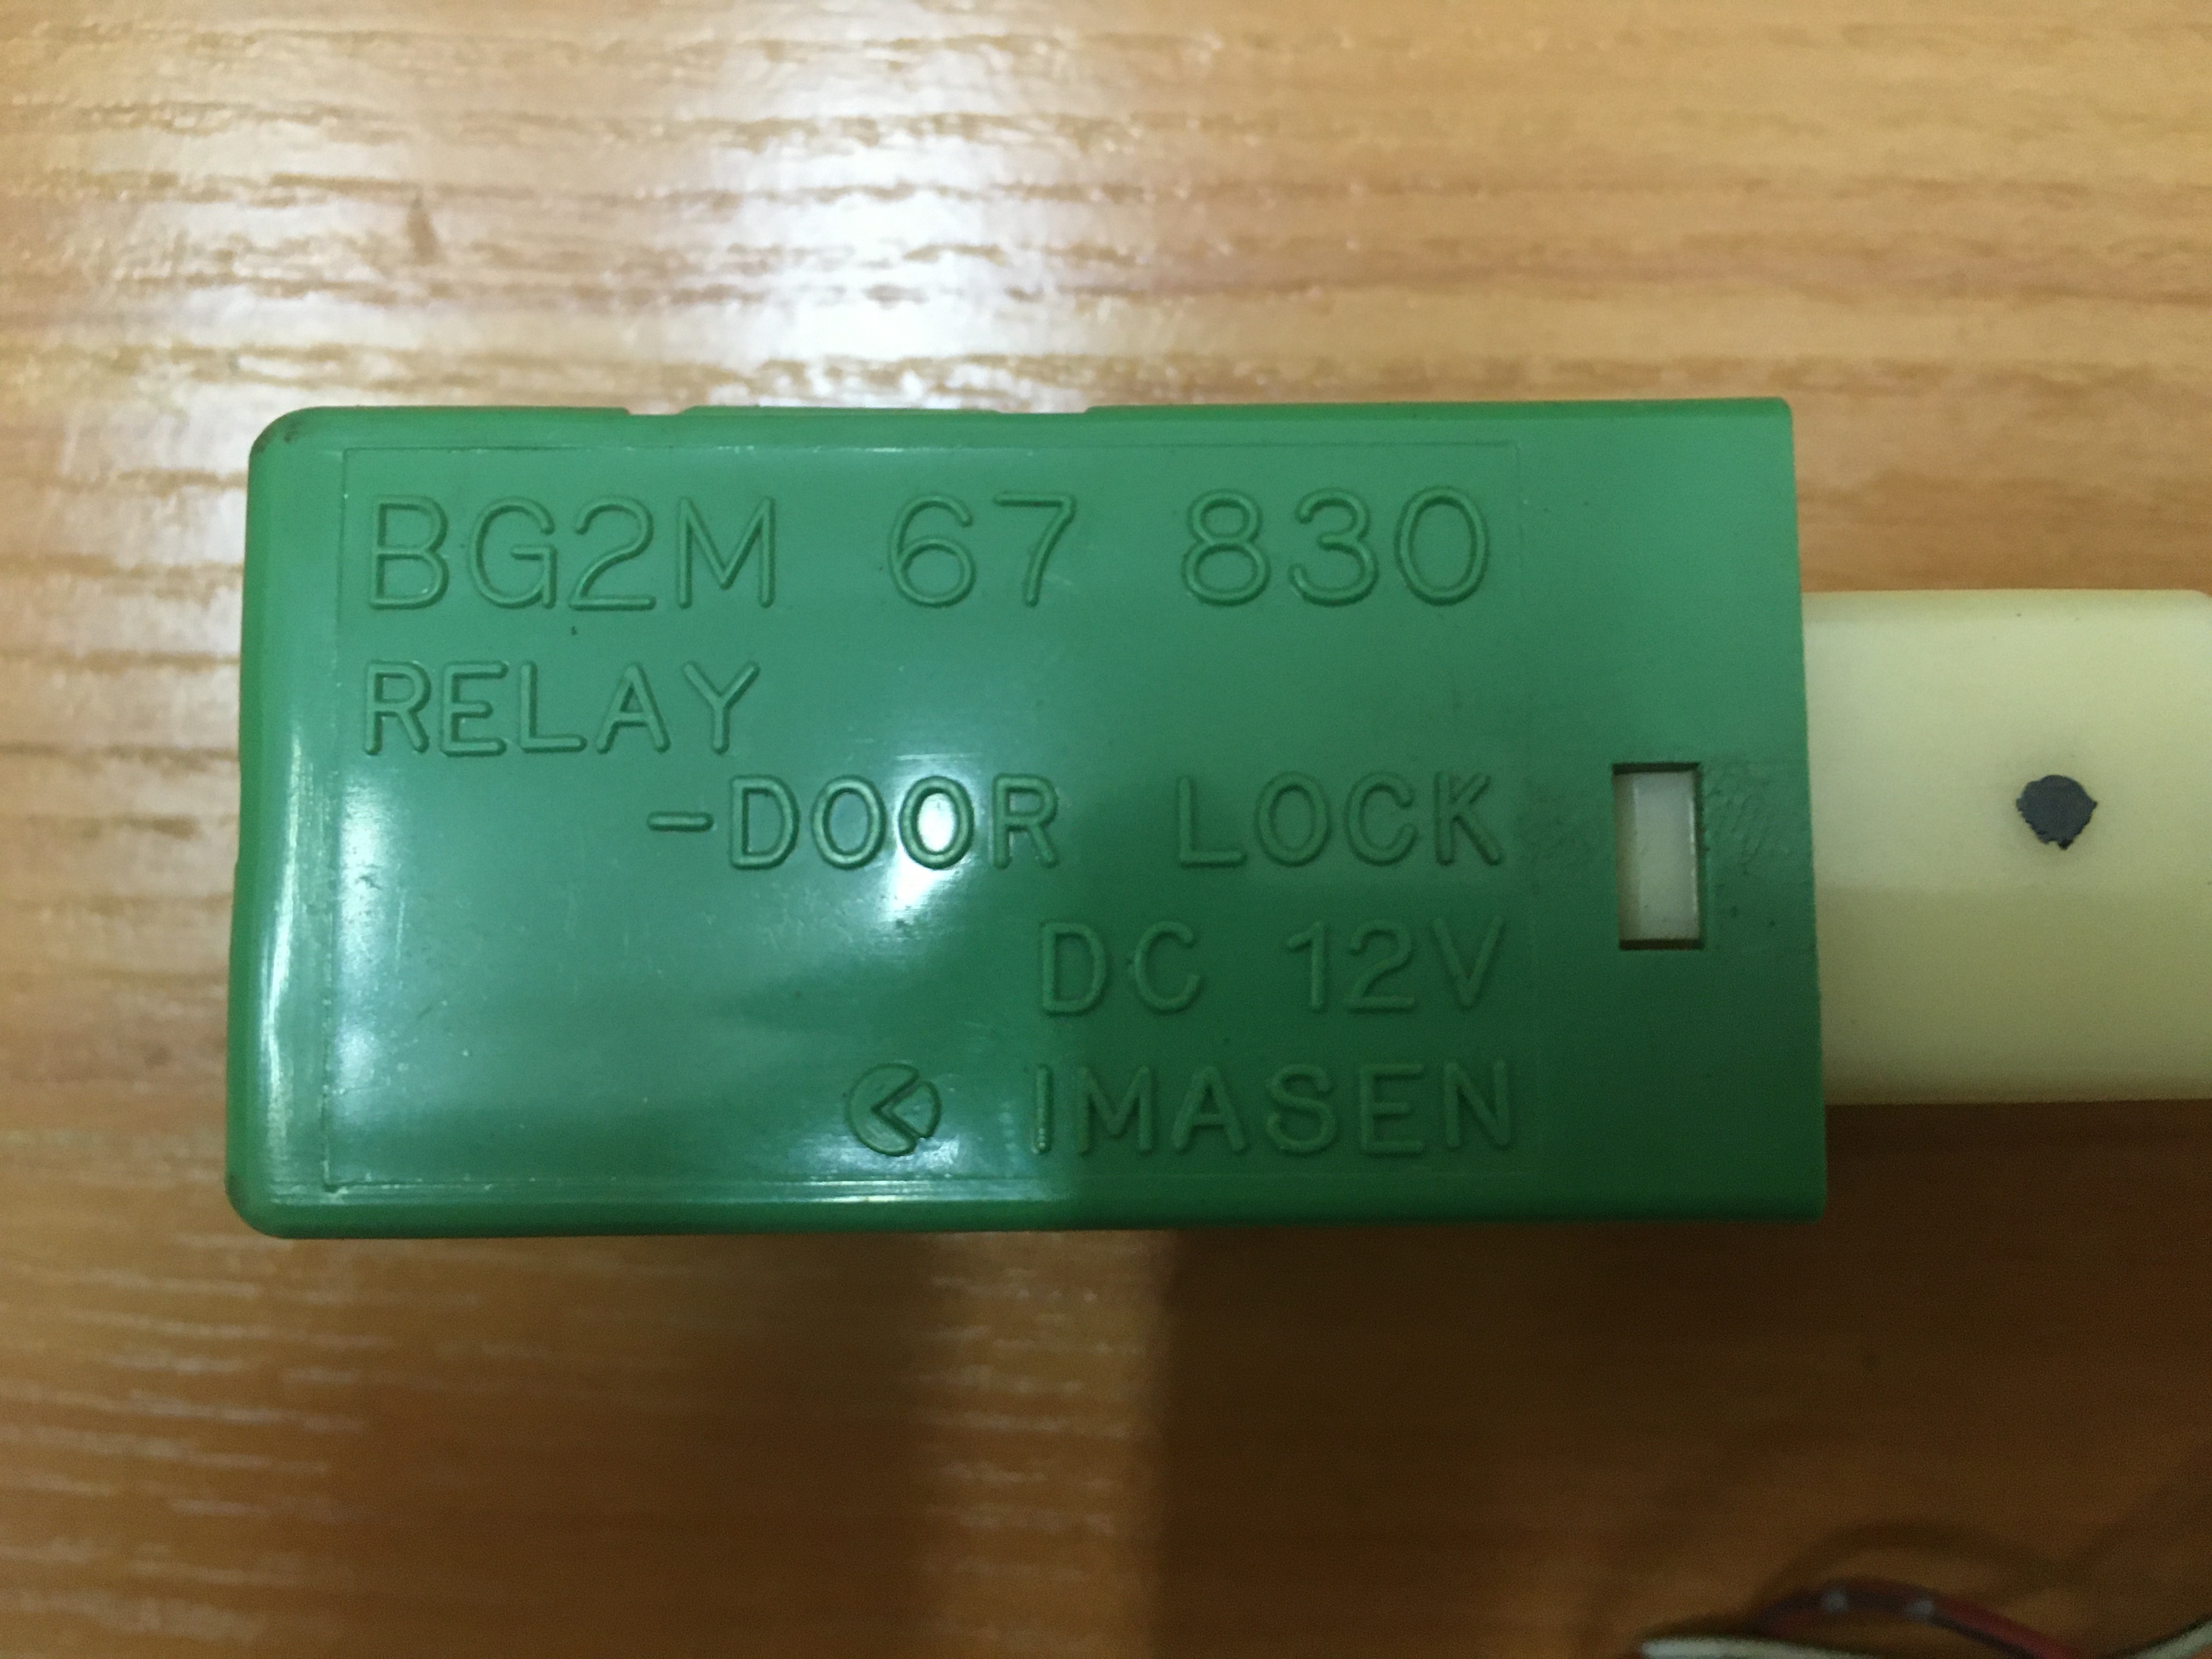 BG2M 67 830
RELAY
-DOOR LOCK
DC 12V
IMASEN